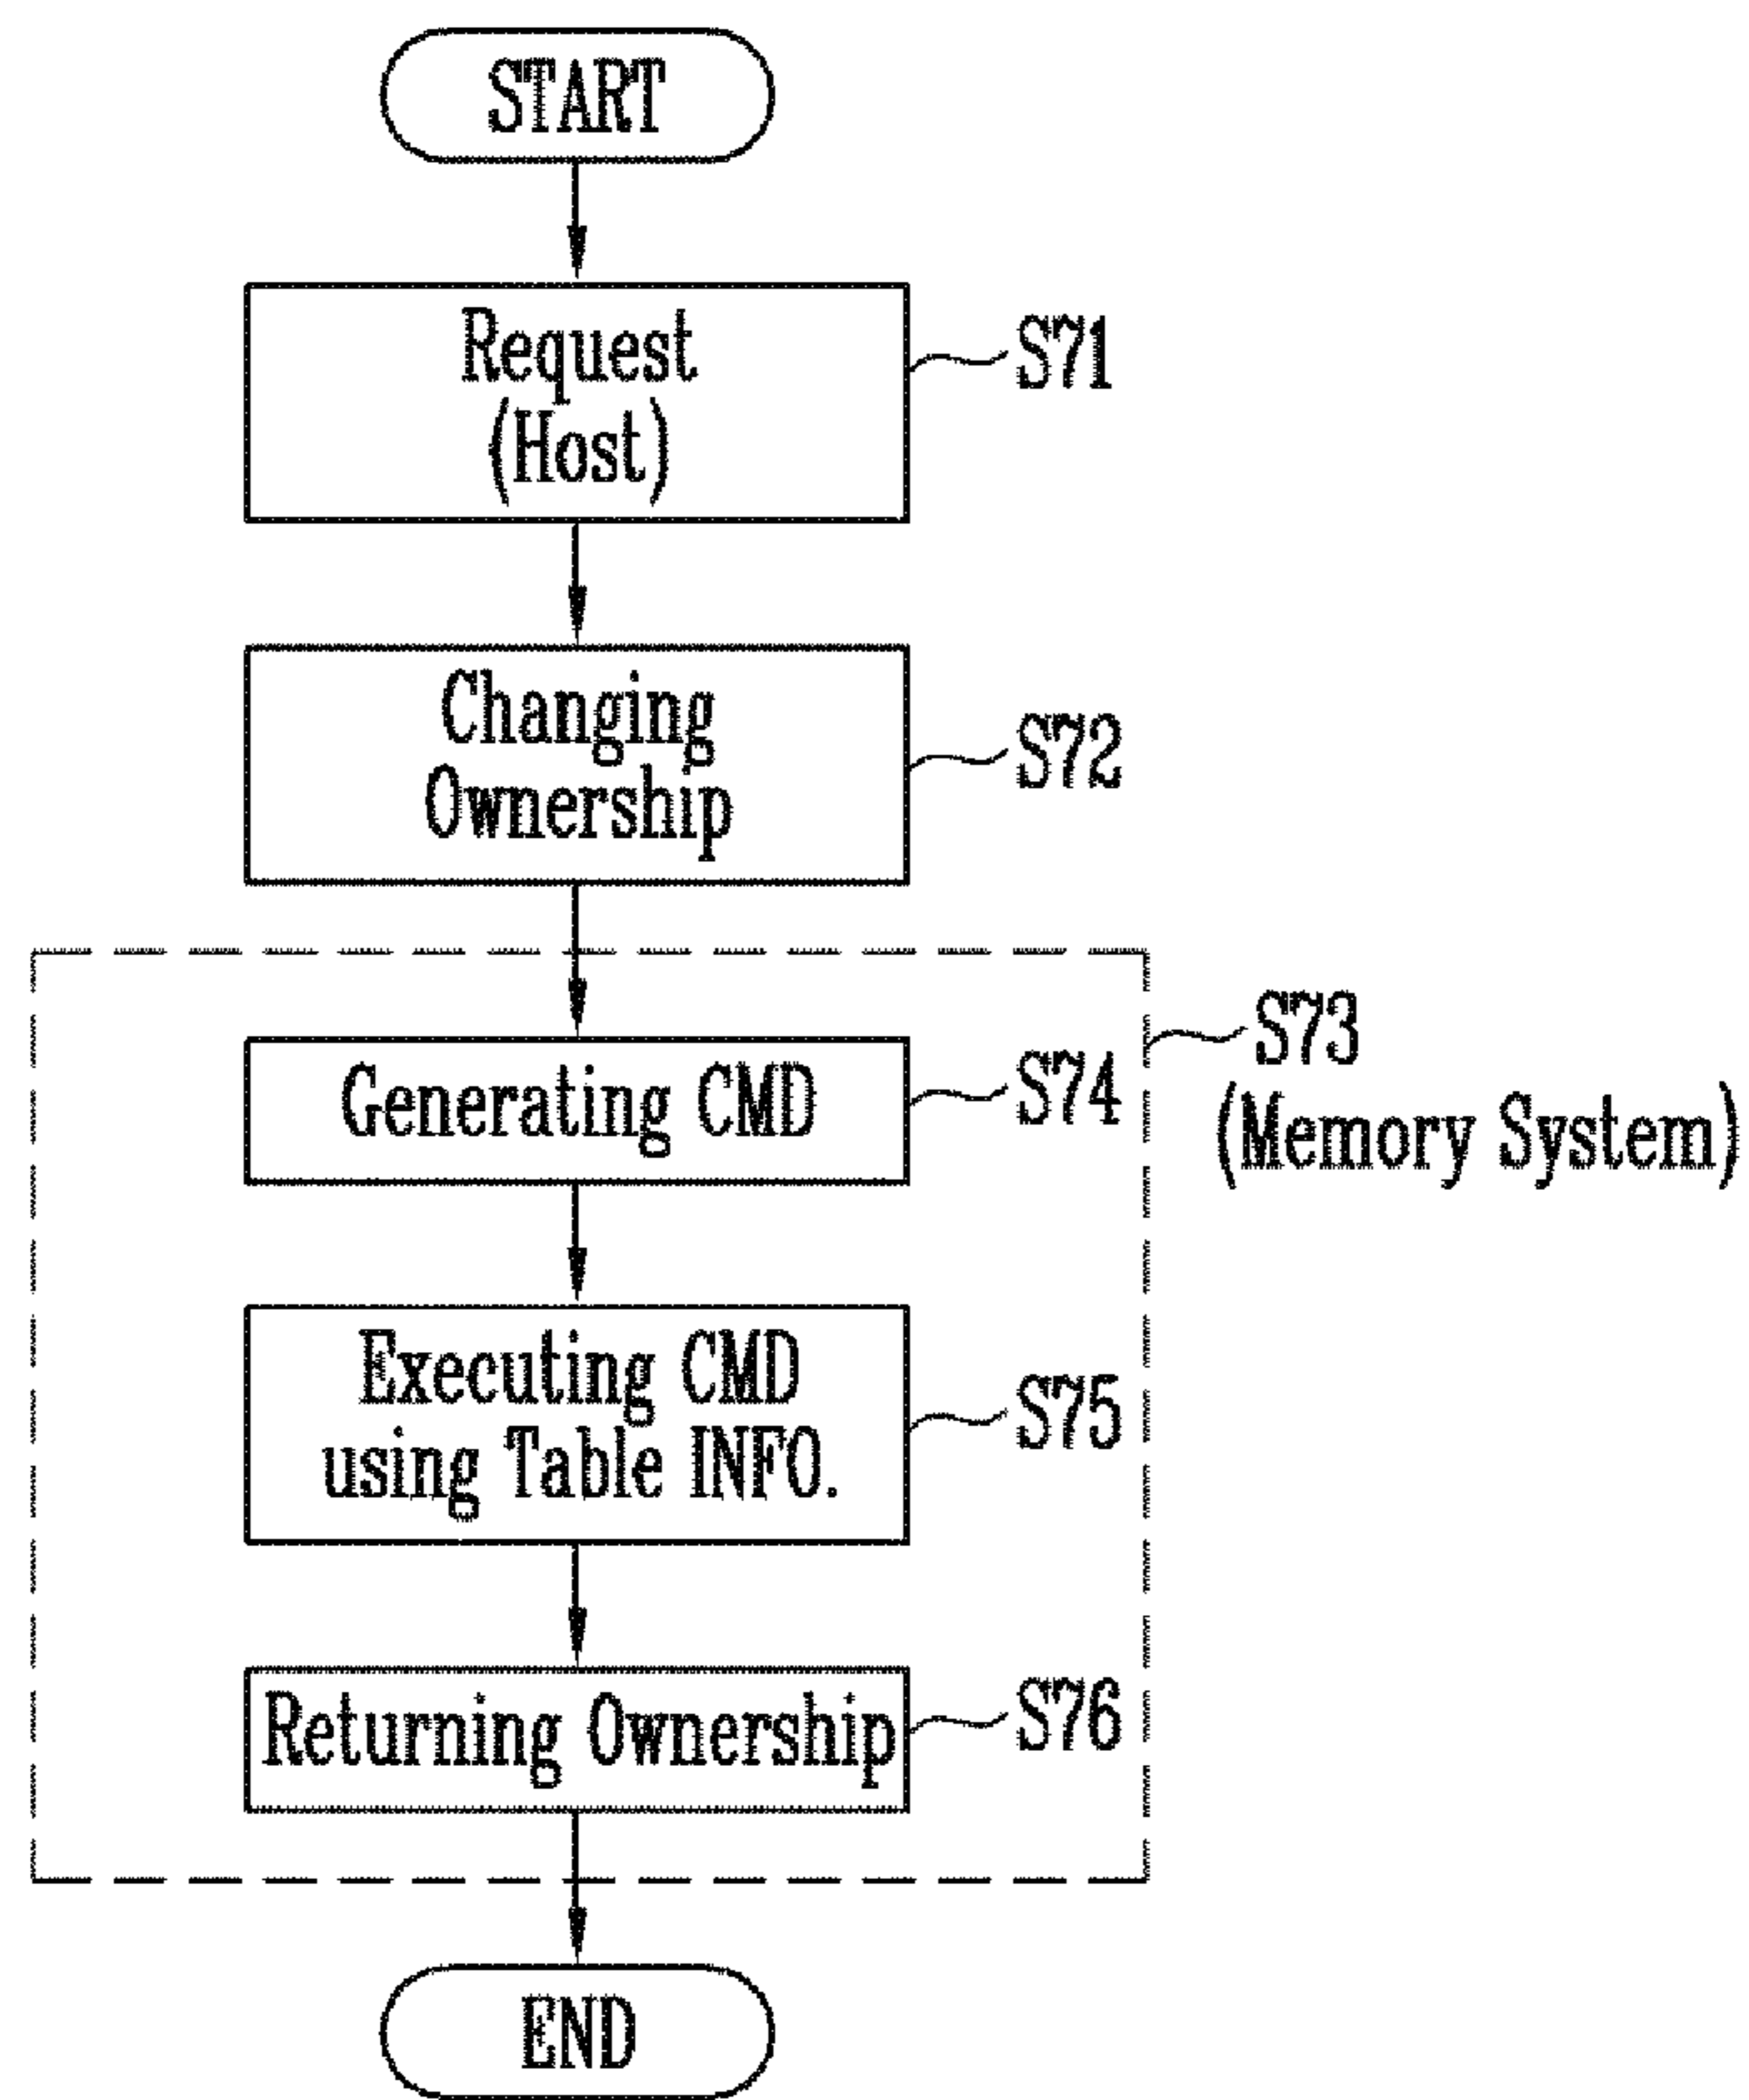 START
Request
(Host)
S71
Changing
Ownership
S72
S73
(Memory System)
Generating CMD
S74
Executing CMD
using Table INFO.
S75
Returning Ownership
S76
END